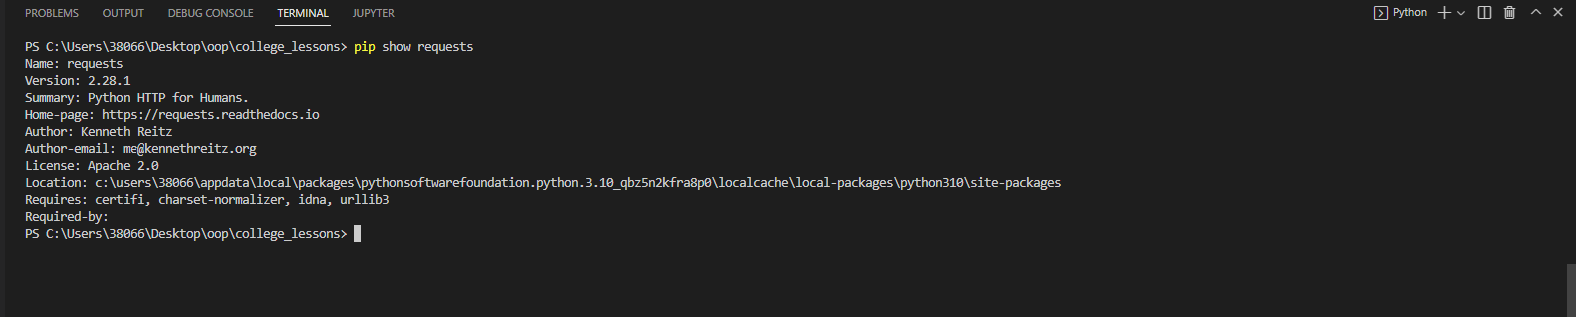 PROBLEMS OUTPUT DEBUG CONSOLE TERMINAL JUPYTER Python
PS C:\Users\38066\Desktop\oop\college_lessons> pip show requests
Name: requests
Version: 2.28.1
Summary: Python HTTP for Humans.
Home-page: https://requests.readthedocs.io
Author: Kenneth Reitz
Author-email: me@kennethreitz.org
License: Apache 2.0
Location: c:\users\38066\appdata\local\packages\pythonsoftwarefoundation.python.3.10_qbz5n2kfra8p0\localcache\local-packages\python310\site-packages
Requires: certifi, charset-normalizer, idna, urllib3
Required-by:
PS C:\Users\38066\Desktop\oop\college_lessons>